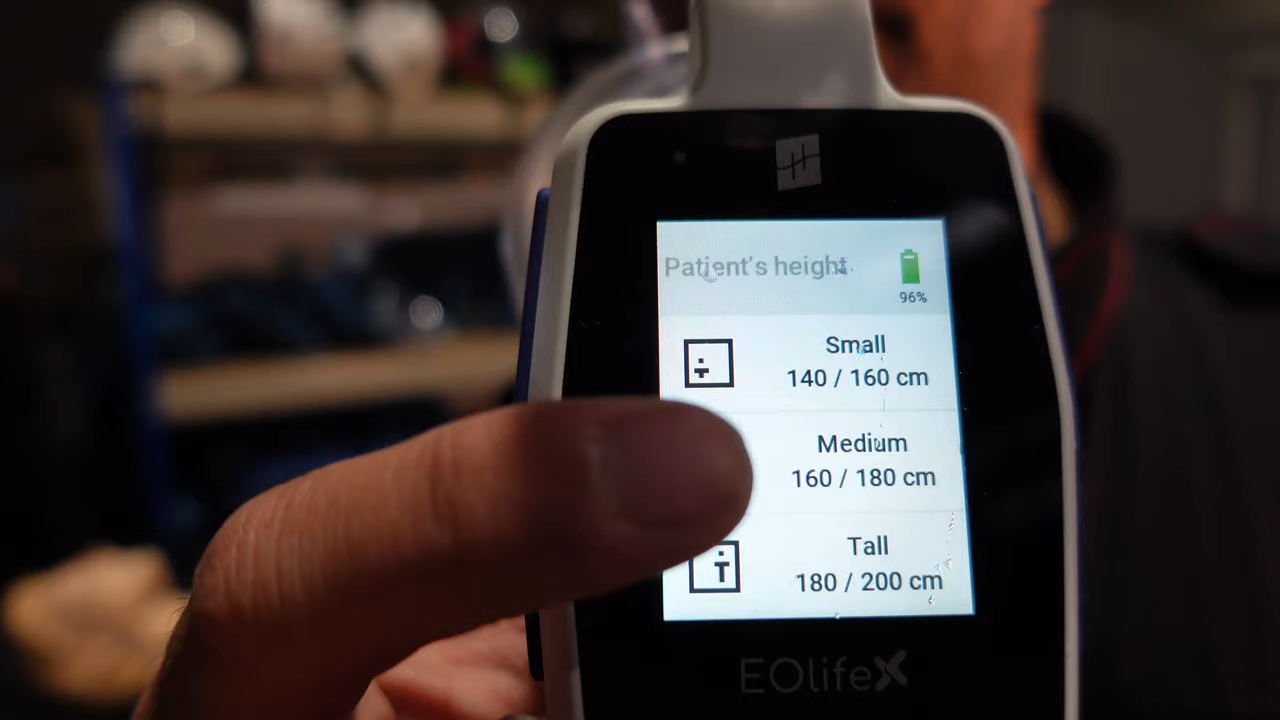 Patient's height
96%
Small
140 / 160 cm
Medium
160 / 180 cm
Tall
180 / 200 cm
EOlifeX